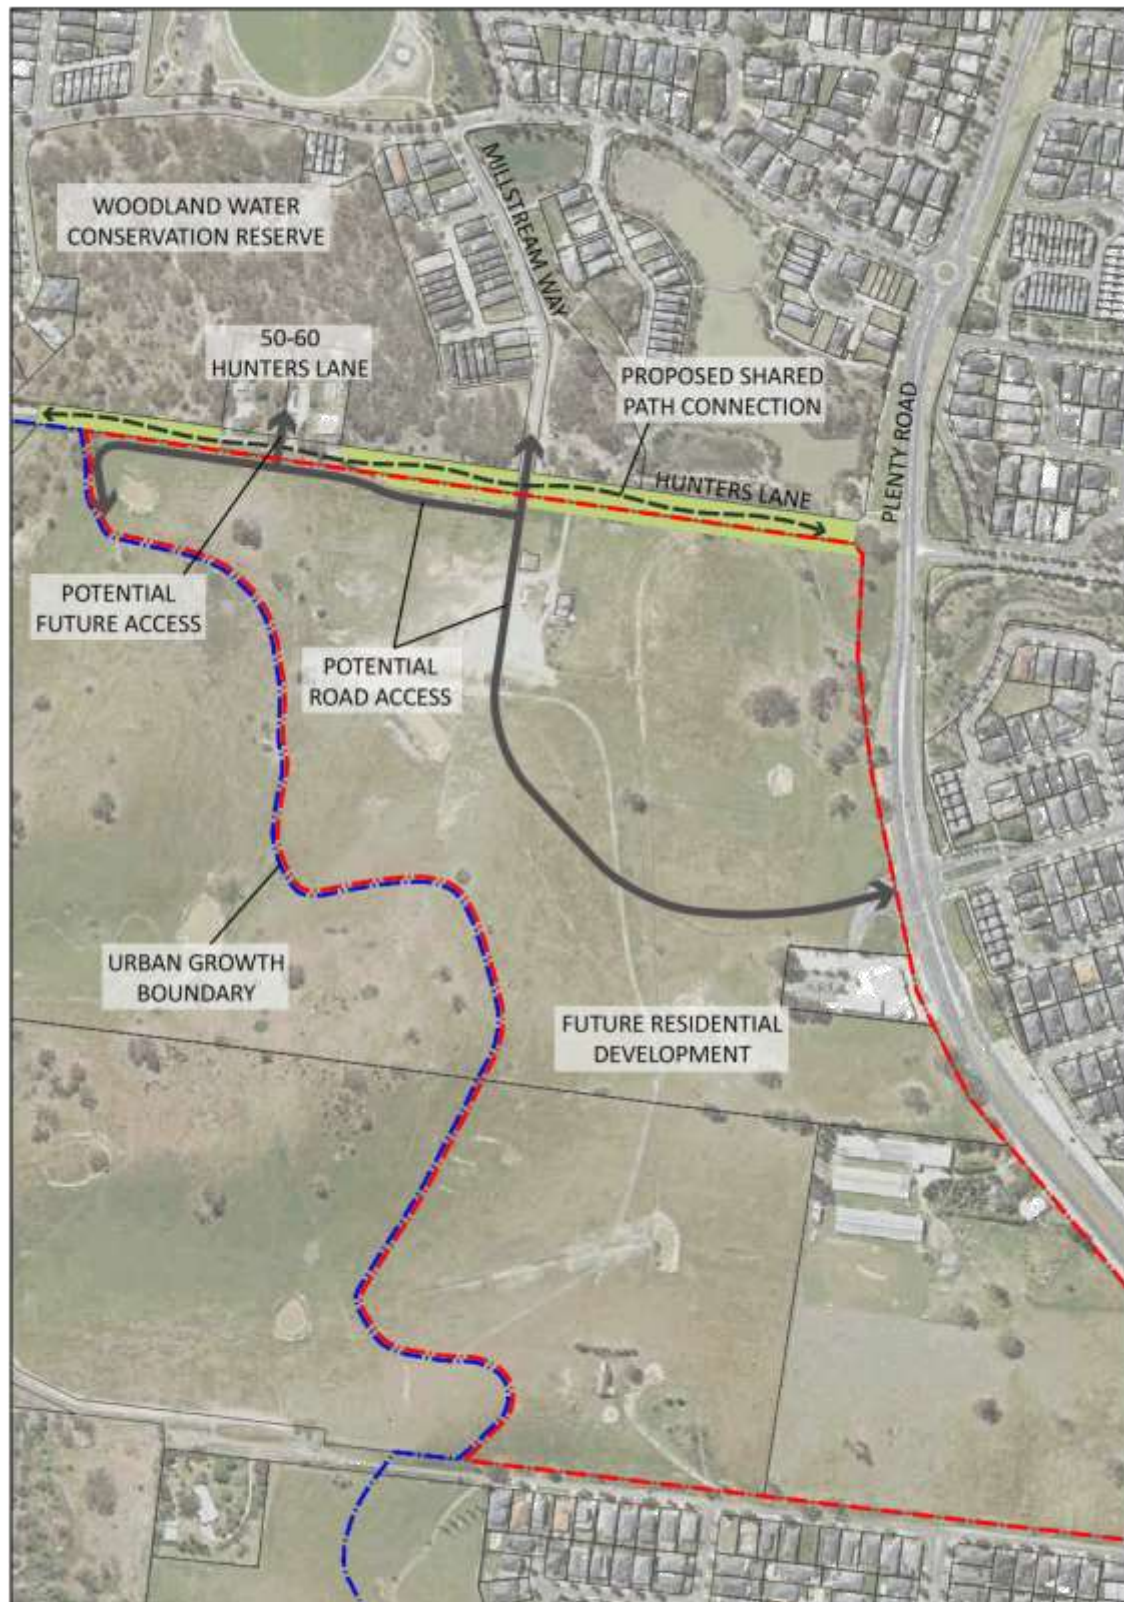 MILLSTREAM WAY
WOODLAND WATER
CONSERVATION RESERVE
50-60
HUNTERS LANE
PROPOSED SHARED
PATH CONNECTION
PLENTY ROAD
HUNTERS LANE
POTENTIAL
FUTURE ACCESS
POTENTIAL
ROAD ACCESS
URBAN GROWTH
BOUNDARY
FUTURE RESIDENTIAL
DEVELOPMENT